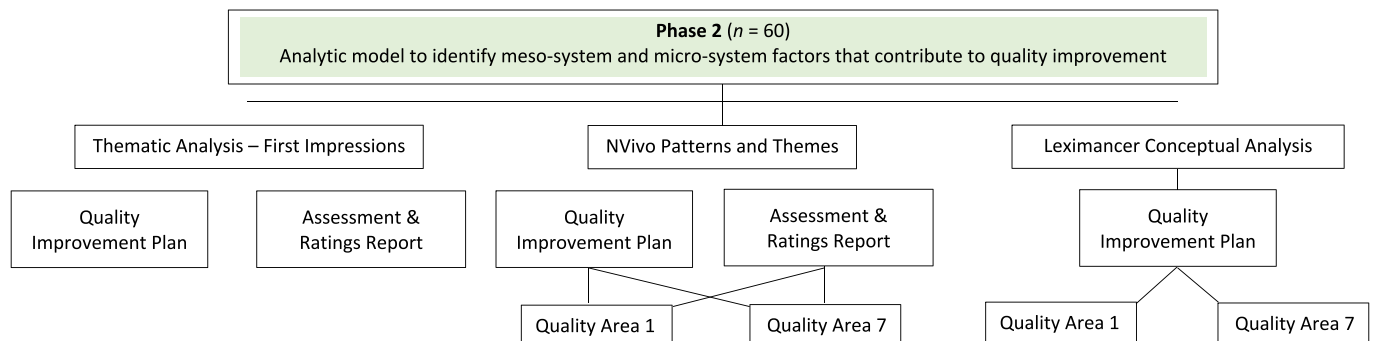 Phase 2 (n = 60)
Analytic model to identify meso-system and micro-system factors that contribute to quality improvement
Thematic Analysis – First Impressions
NVivo Patterns and Themes
Leximancer Conceptual Analysis
Quality
Improvement Plan
Assessment &
Ratings Report
Quality
Improvement Plan
Assessment &
Ratings Report
Quality
Improvement Plan
Quality Area 1
Quality Area 7
Quality Area 1
Quality Area 7